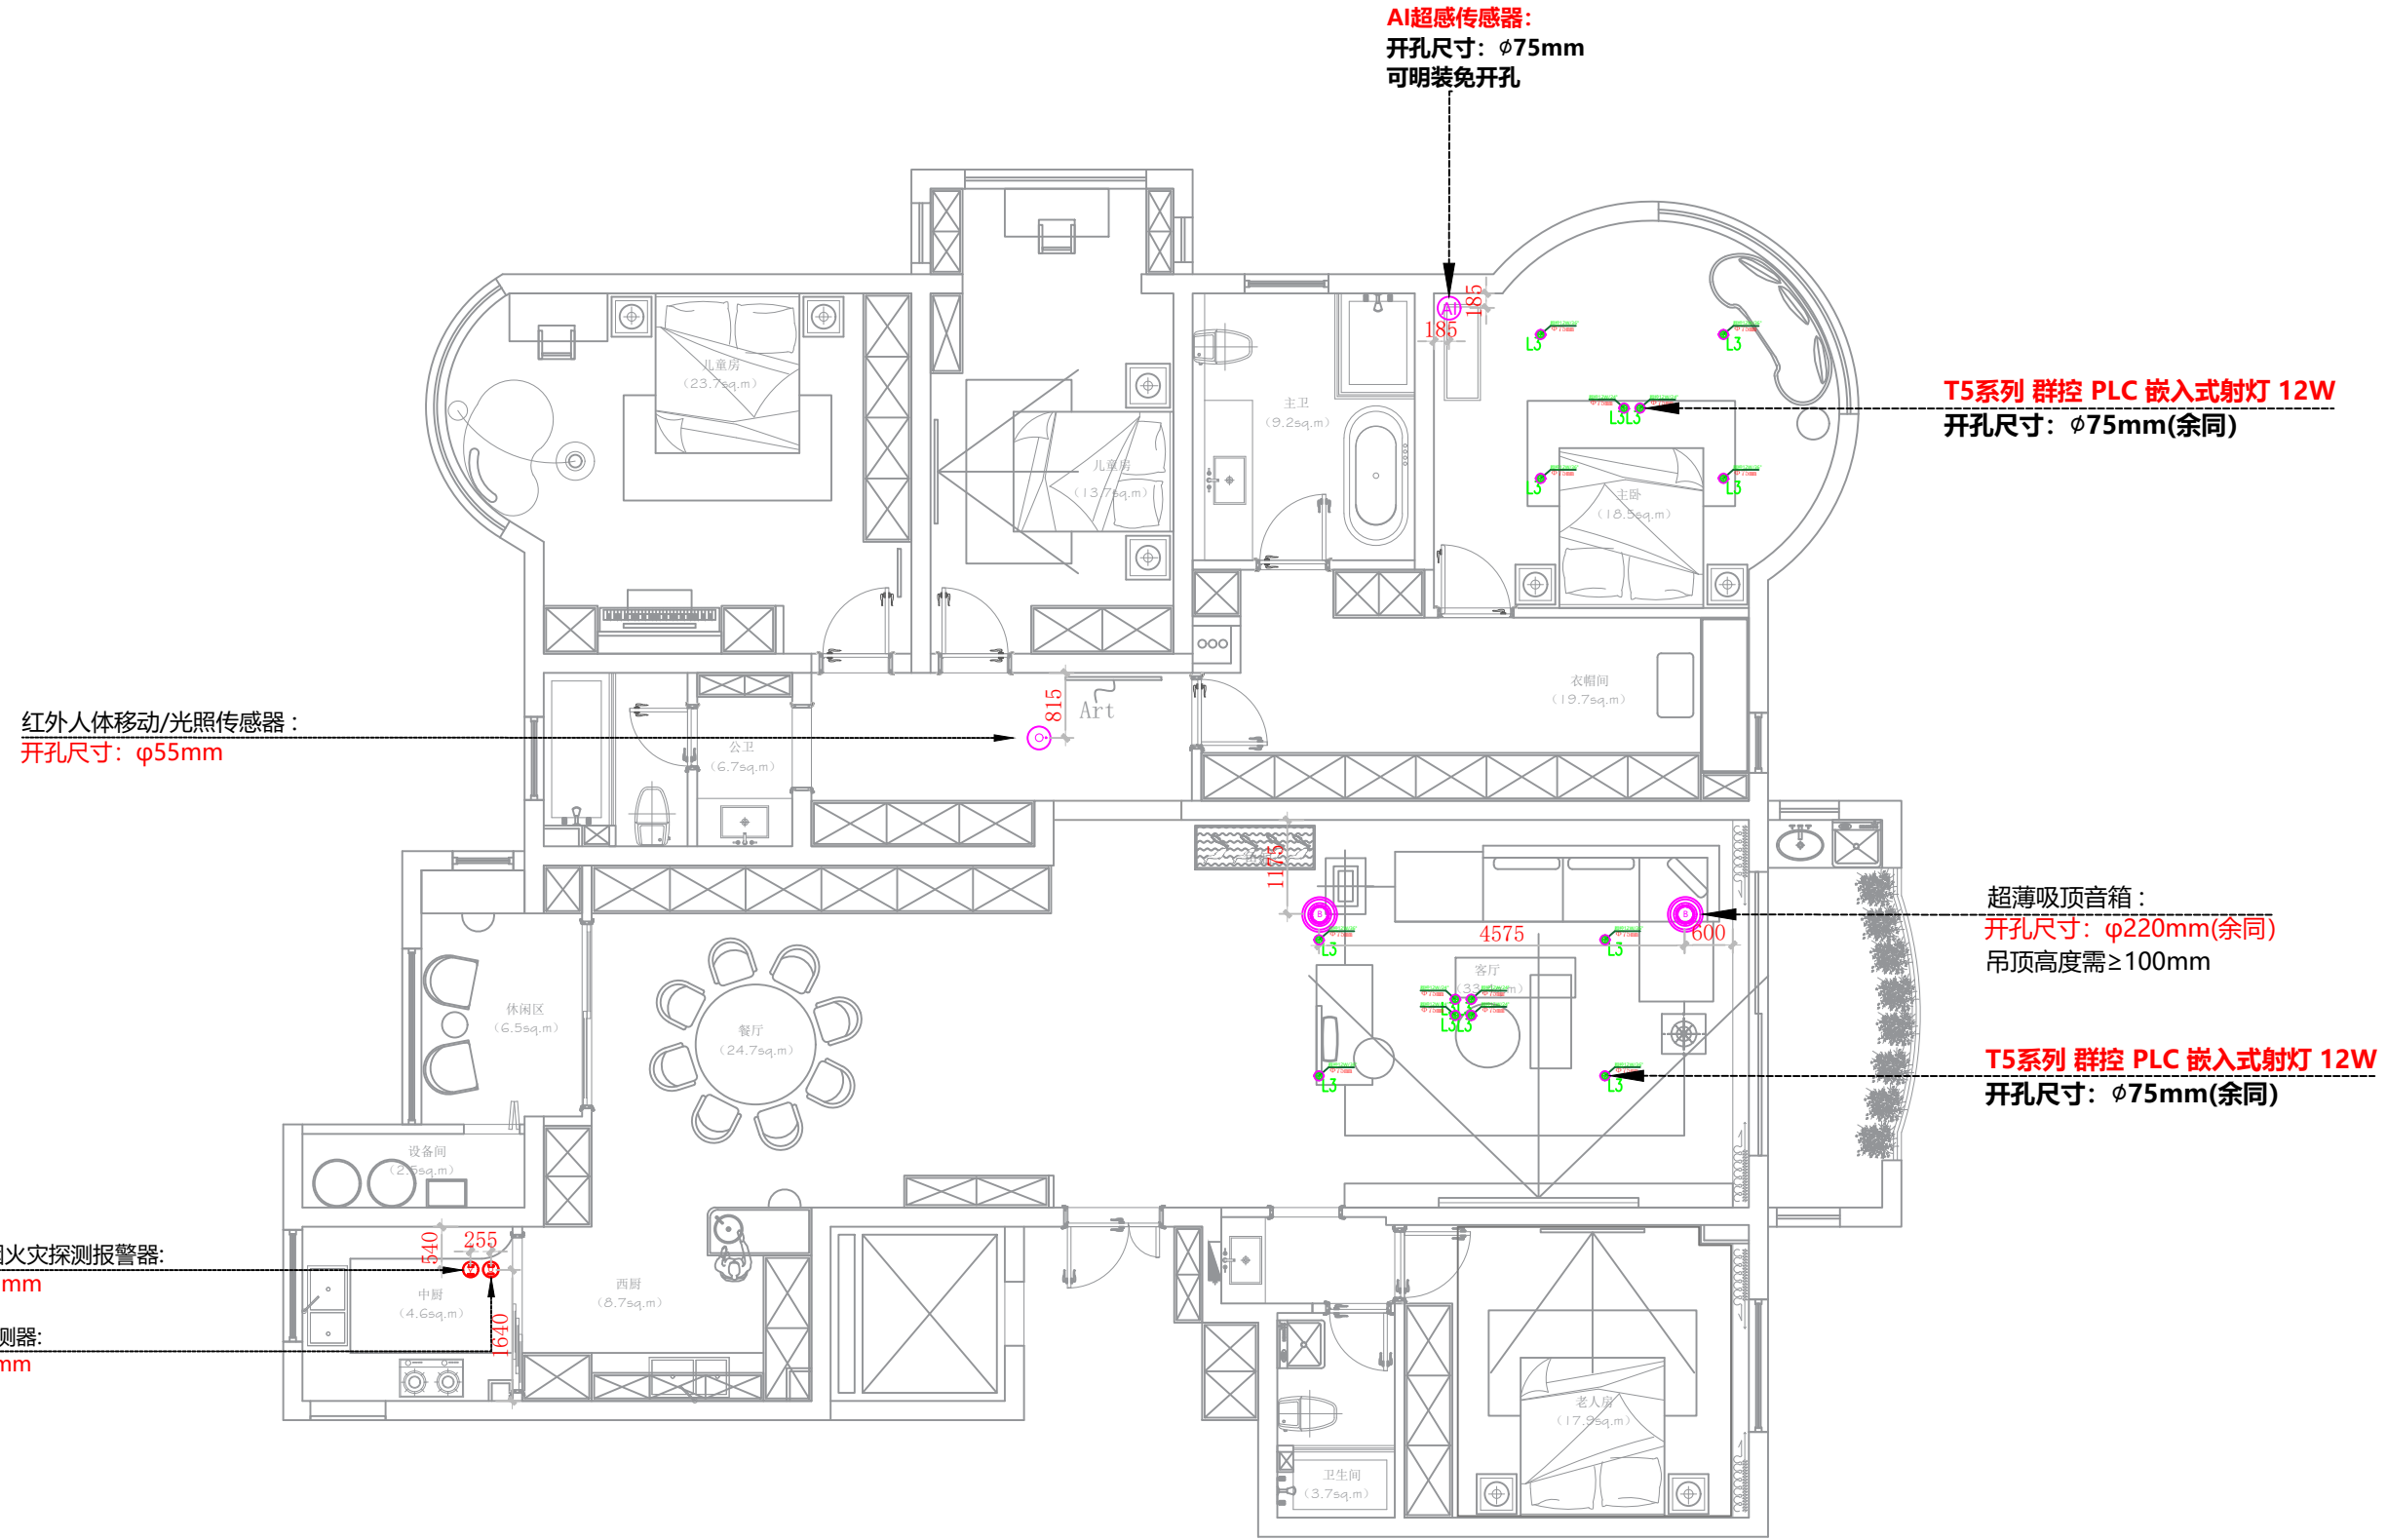 AI超感传感器：
开孔尺寸：∅75mm
可明装免开孔
185
AI
185
L3
L3
T5系列 群控 PLC 嵌入式射灯 12W
开孔尺寸：∅75mm(余同)
L3L3
L3
L3
儿童房
（23.7sq.m）
主卫
（9.2sq.m）
儿童房
（13.7sq.m）
主卧
（18.5sq.m）
衣帽间
（19.7sq.m）
815
Art
红外人体移动/光照传感器：
开孔尺寸：φ55mm
公卫
（6.7sq.m）
1175
超薄吸顶音箱：
开孔尺寸：φ220mm(余同)
吊顶高度需≥100mm
B
B
4575
600
L3
L3
客厅
休闲区
（6.5sq.m）
餐厅
（24.7sq.m）
L3L3
T5系列 群控 PLC 嵌入式射灯 12W
开孔尺寸：∅75mm(余同)
L3
L3
设备间
（2.5sq.m）
540
255
火灾探测报警器:
mm
中厨
（4.6sq.m）
西厨
（8.7sq.m）
测器:
mm
1640
老人房
（17.9sq.m）
卫生间
（3.7sq.m）